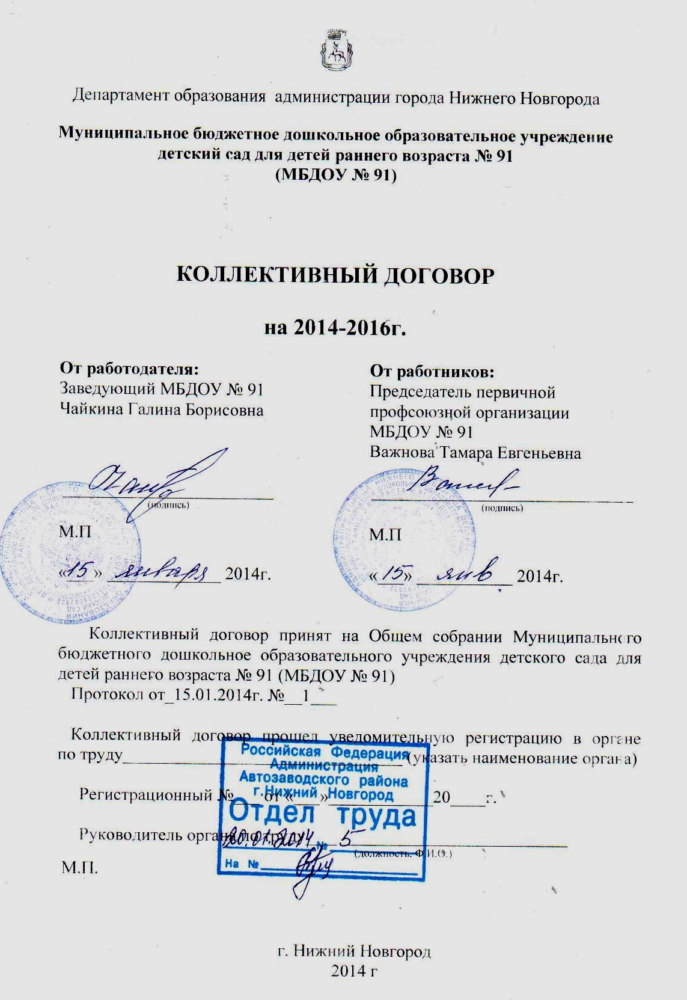 Департамент образования администрации города Нижнего Новгорода
Муниципальное бюджетное дошкольное образовательное учреждение
детский сад для детей раннего возраста № 91
(МБДОУ № 91)
КОЛЛЕКТИВНЫЙ ДОГОВОР
на 2014-2016г.
От работодателя:
Заведующий МБДОУ № 91
Чайкина Галина Борисовна
(подпись)
М.П
«15» января 2014г.
От работников:
Председатель первичной
профсоюзной организации
МБДОУ № 91
Важнова Тамара Евгеньевна
(подпись)
М.П
«15» янв 2014г.
Коллективный договор принят на Общем собрании Муниципального
бюджетного дошкольное образовательного учреждения детского сада для
детей раннего возраста № 91 (МБДОУ № 91)
Протокол от_15.01.2014г. №__1___
Коллективный договор прошел уведомительную регистрацию в органе
по труду______ (указать наименование органа)
Регистрационный №___ от «___»____________20____г.
Руководитель органа по труду______
(должность, Ф.И.О.)
М.П.
Российская Федерация
Администрация
Автозаводского района
г.Нижний Новгород
Отдел труда
20.01.2014 № 5
На №
г. Нижний Новгород
2014 г